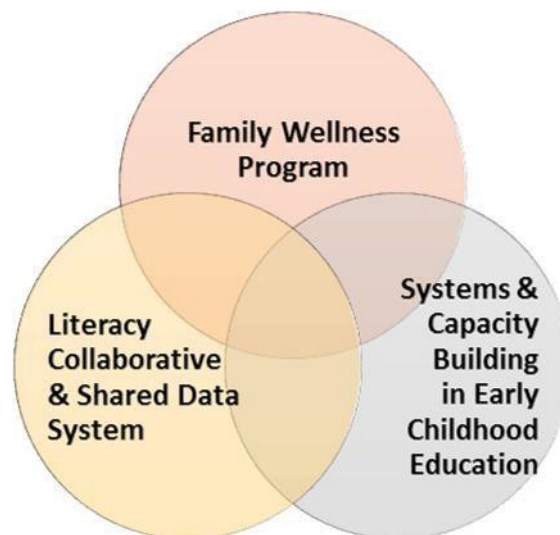 Family Wellness
Program
Literacy
Collaborative
& Shared Data
System
Systems &
Capacity
Building
in Early
Childhood
Education